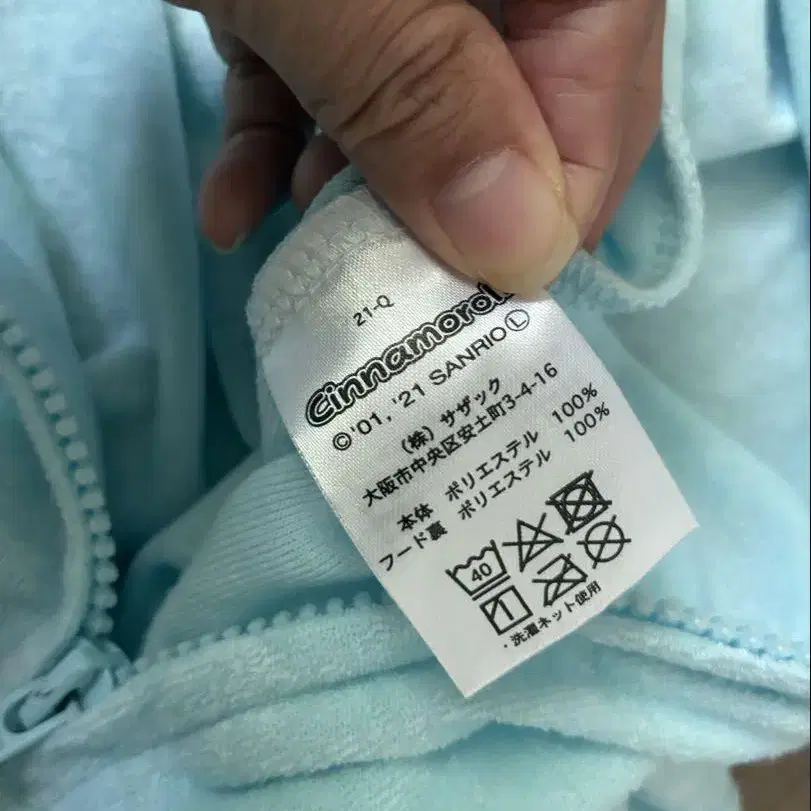 21-Q
Cinnamorol
©'01, '21 SANRIO Ⓛ
(株) サザック
大阪市中央区安土町3-4-16
本体 ポリエステル 100%
フード裏 ポリエステル 100%
40
・洗濯ネット使用